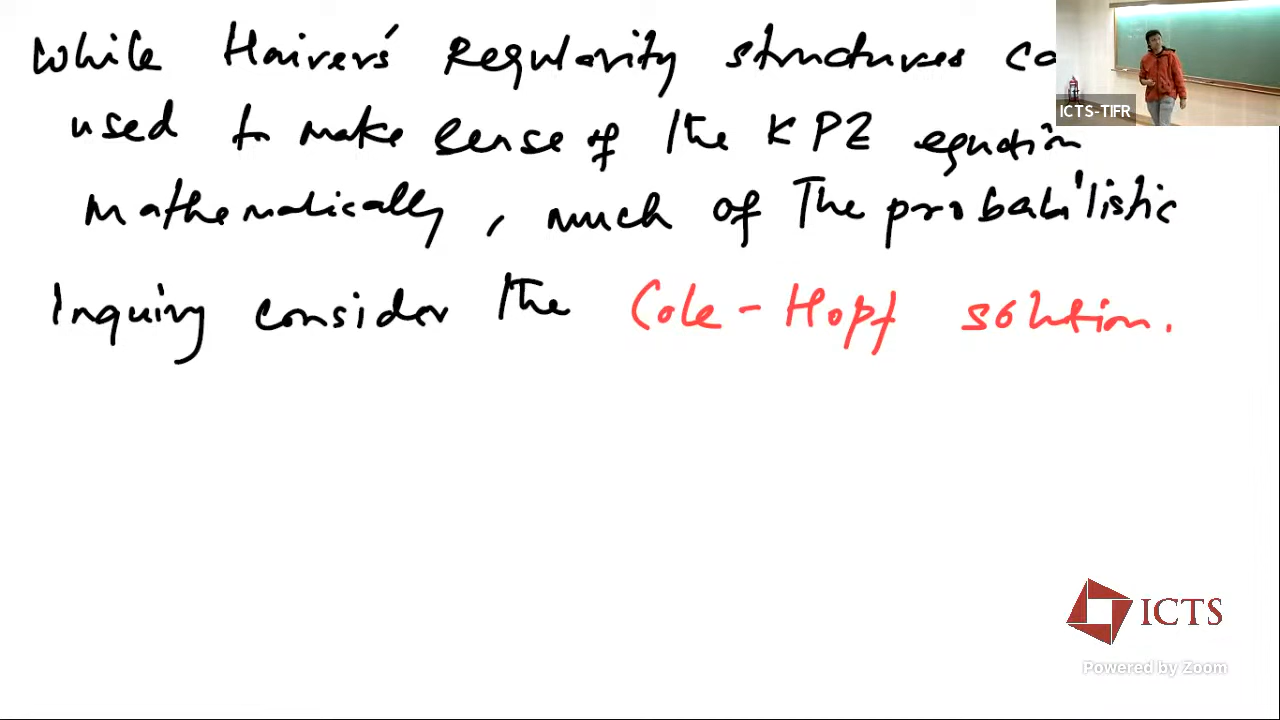 While Hairer's Regularity structures
used to make sense of the KPZ equation
mathematically, much of the probabilistic
Inquiry consider the Cole-Hopf solution.
ICTS-TIFR
ICTS
Powered by Zoom